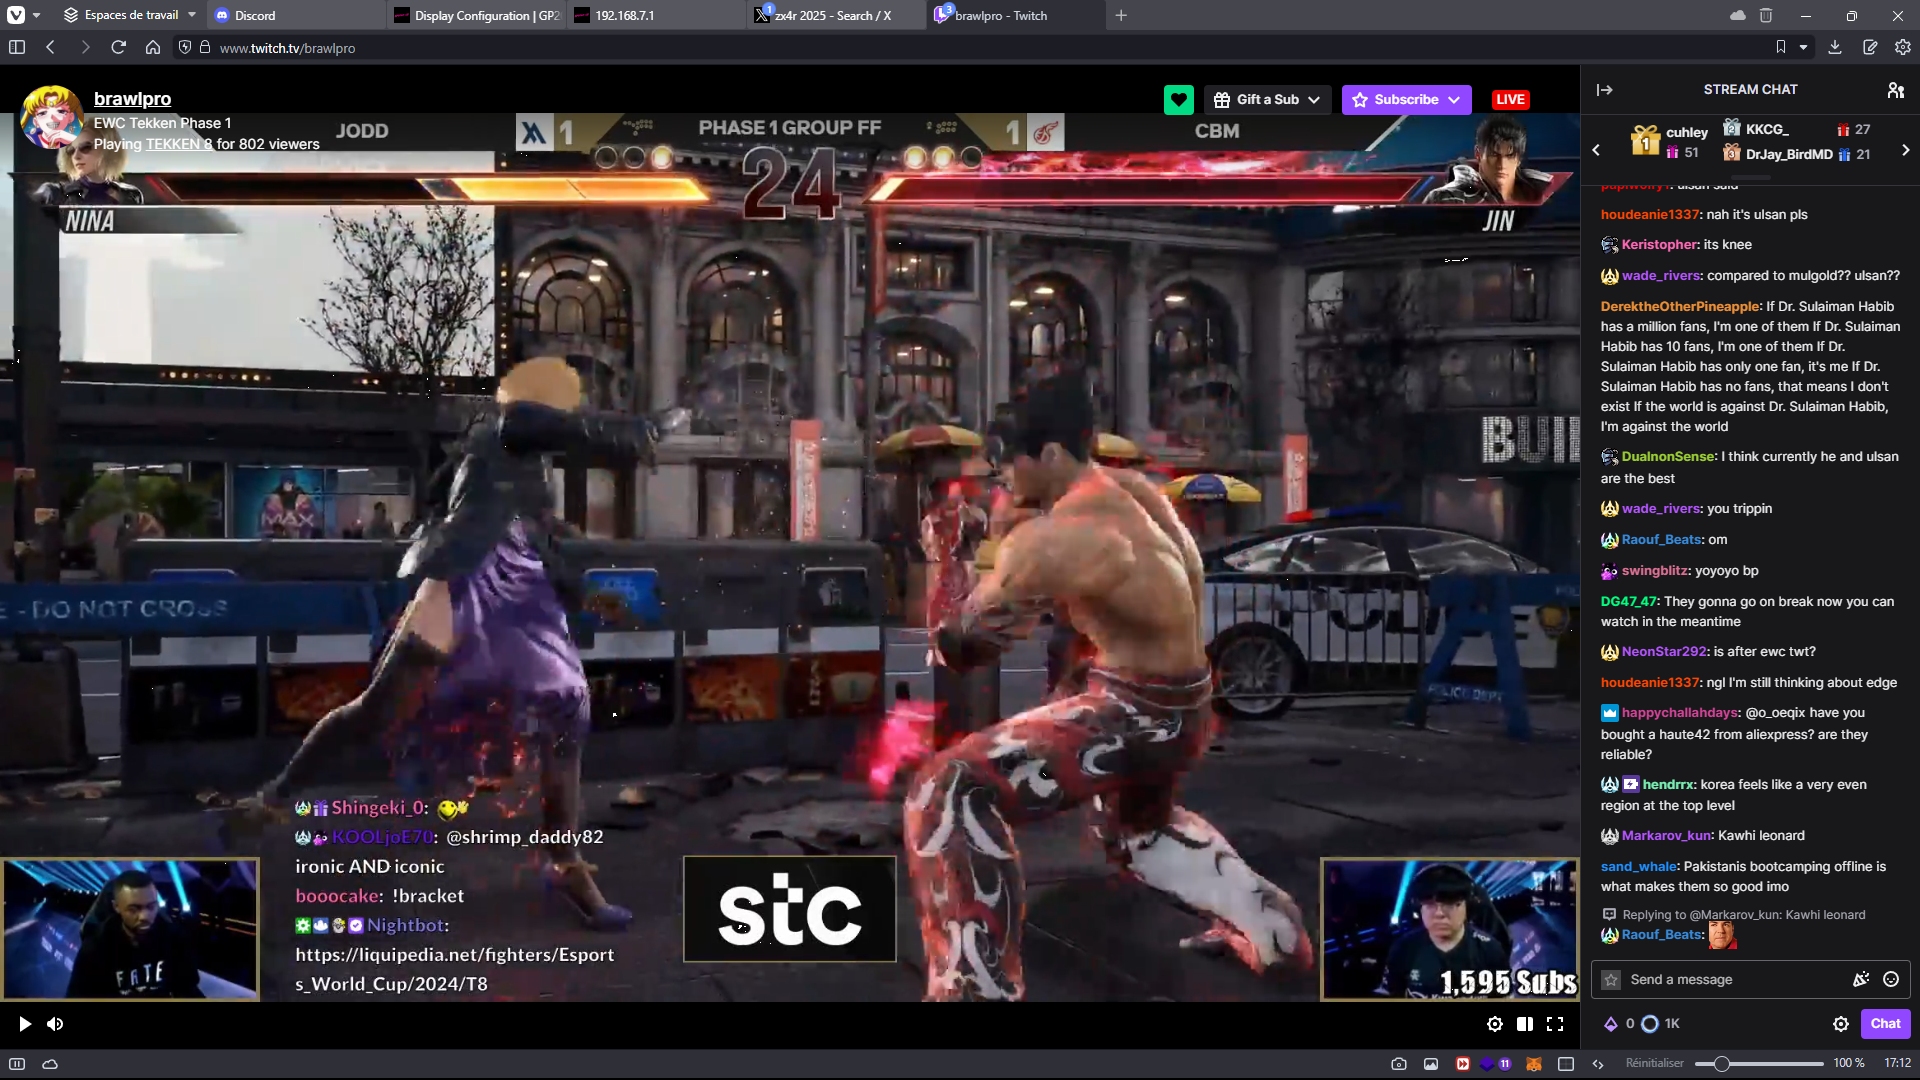 Espaces de travail
Discord
Display Configuration | GP2
192.168.7.1
1
zx4r 2025 - Search / X
3
brawlpro - Twitch
www.twitch.tv/brawlpro
brawlpro
EWC Tekken Phase 1
Playing TEKKEN 8 for 802 viewers
Gift a Sub
Subscribe
LIVE
JODD
1
PHASE 1 GROUP FF
1
CBM
24
NINA
JIN
BUI
MAX
E - DO NOT CROSS
POLICE DEPT
Shingeki_0:
KOOLjoE70: @shrimp_daddy82
ironic AND iconic
booocake: !bracket
Nightbot:
https://liquipedia.net/fighters/Esport
s_World_Cup/2024/T8
FATE
stc
1,595 Subs
STREAM CHAT
1
cuhley
51
2
KKCG_
27
3
DrJay_BirdMD
21
houdeanie1337: nah it's ulsan pls
Keristopher: its knee
wade_rivers: compared to mulgold?? ulsan??
DerektheOtherPineapple: If Dr. Sulaiman Habib
has a million fans, I'm one of them If Dr. Sulaiman
Habib has 10 fans, I'm one of them If Dr.
Sulaiman Habib has only one fan, it's me If Dr.
Sulaiman Habib has no fans, that means I don't
exist If the world is against Dr. Sulaiman Habib,
I'm against the world
DualnonSense: I think currently he and ulsan
are the best
wade_rivers: you trippin
Raouf_Beats: om
swingblitz: yoyoyo bp
DG47_47: They gonna go on break now you can
watch in the meantime
NeonStar292: is after ewc twt?
houdeanie1337: ngl I'm still thinking about edge
happychallahdays: @o_oeqix have you
bought a haute42 from aliexpress? are they
reliable?
hendrrx: korea feels like a very even
region at the top level
Markarov_kun: Kawhi leonard
sand_whale: Pakistanis bootcamping offline is
what makes them so good imo
Replying to @Markarov_kun: Kawhi leonard
Raouf_Beats:
Send a message
0
1K
Chat
11
Réinitialiser
100 %
17:12